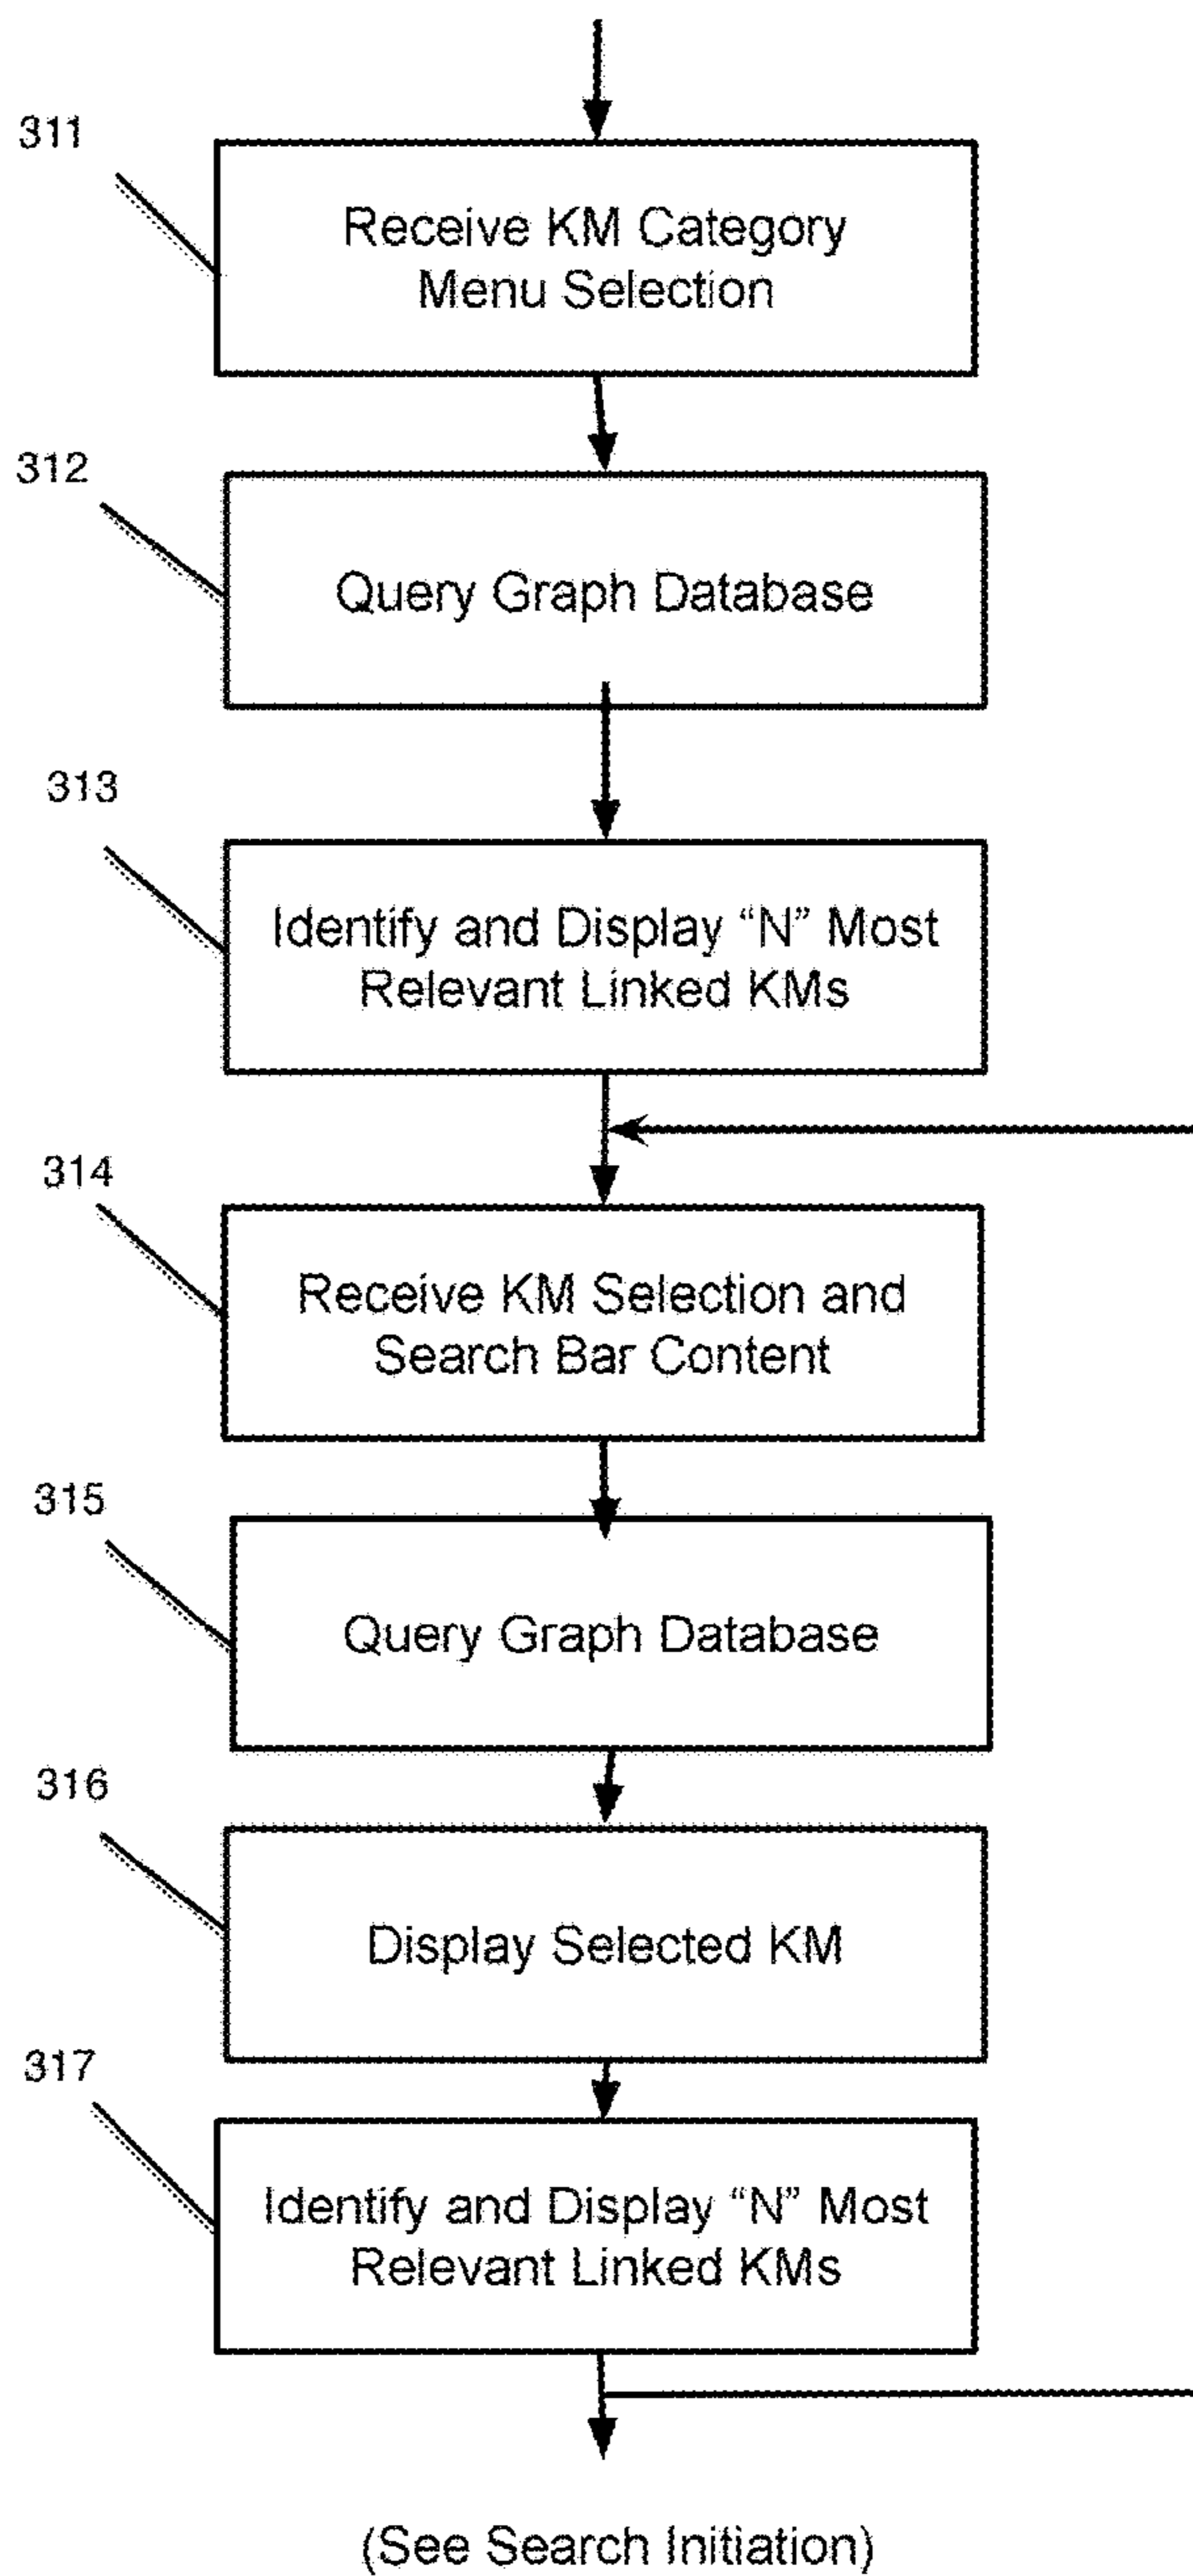 311
Receive KM Category
Menu Selection
312
Query Graph Database
313
Identify and Display “N” Most
Relevant Linked KMs
314
Receive KM Selection and
Search Bar Content
315
Query Graph Database
316
Display Selected KM
317
Identify and Display “N” Most
Relevant Linked KMs
(See Search Initiation)